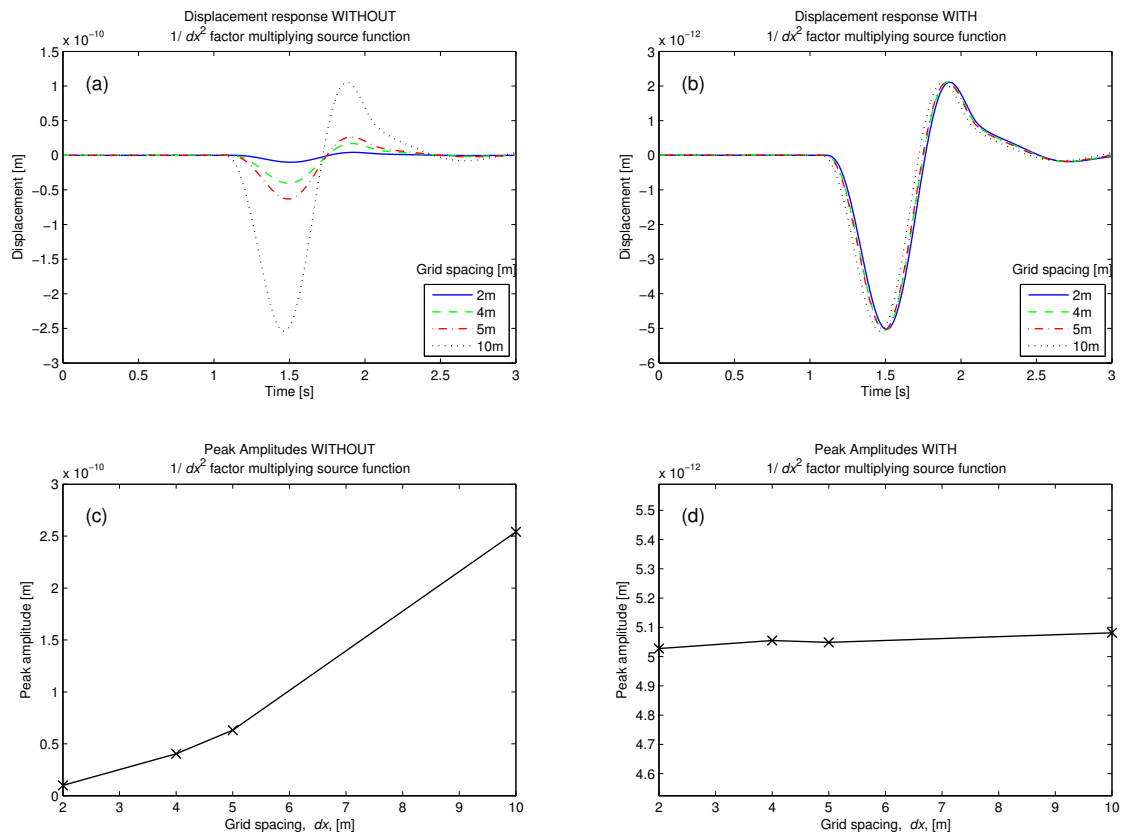 Displacement response WITHOUT
1/ dx² factor multiplying source function
x 10⁻¹⁰
1.5
1
0.5
0
−0.5
−1
−1.5
−2
−2.5
−3
Displacement [m]
(a)
Grid spacing [m]
2m
4m
5m
10m
0
0.5
1
1.5
2
2.5
3
Time [s]
Displacement response WITH
1/ dx² factor multiplying source function
x 10⁻¹²
3
2
1
0
−1
−2
−3
−4
−5
−6
Displacement [m]
(b)
Grid spacing [m]
2m
4m
5m
10m
0
0.5
1
1.5
2
2.5
3
Time [s]
Peak Amplitudes WITHOUT
1/ dx² factor multiplying source function
x 10⁻¹⁰
3
2.5
2
1.5
1
0.5
0
Peak amplitude [m]
(c)
2
3
4
5
6
7
8
9
10
Grid spacing, dx, [m]
Peak Amplitudes WITH
1/ dx² factor multiplying source function
x 10⁻¹²
5.5
5.4
5.3
5.2
5.1
5
4.9
4.8
4.7
4.6
Peak amplitude [m]
(d)
2
3
4
5
6
7
8
9
10
Grid spacing, dx, [m]